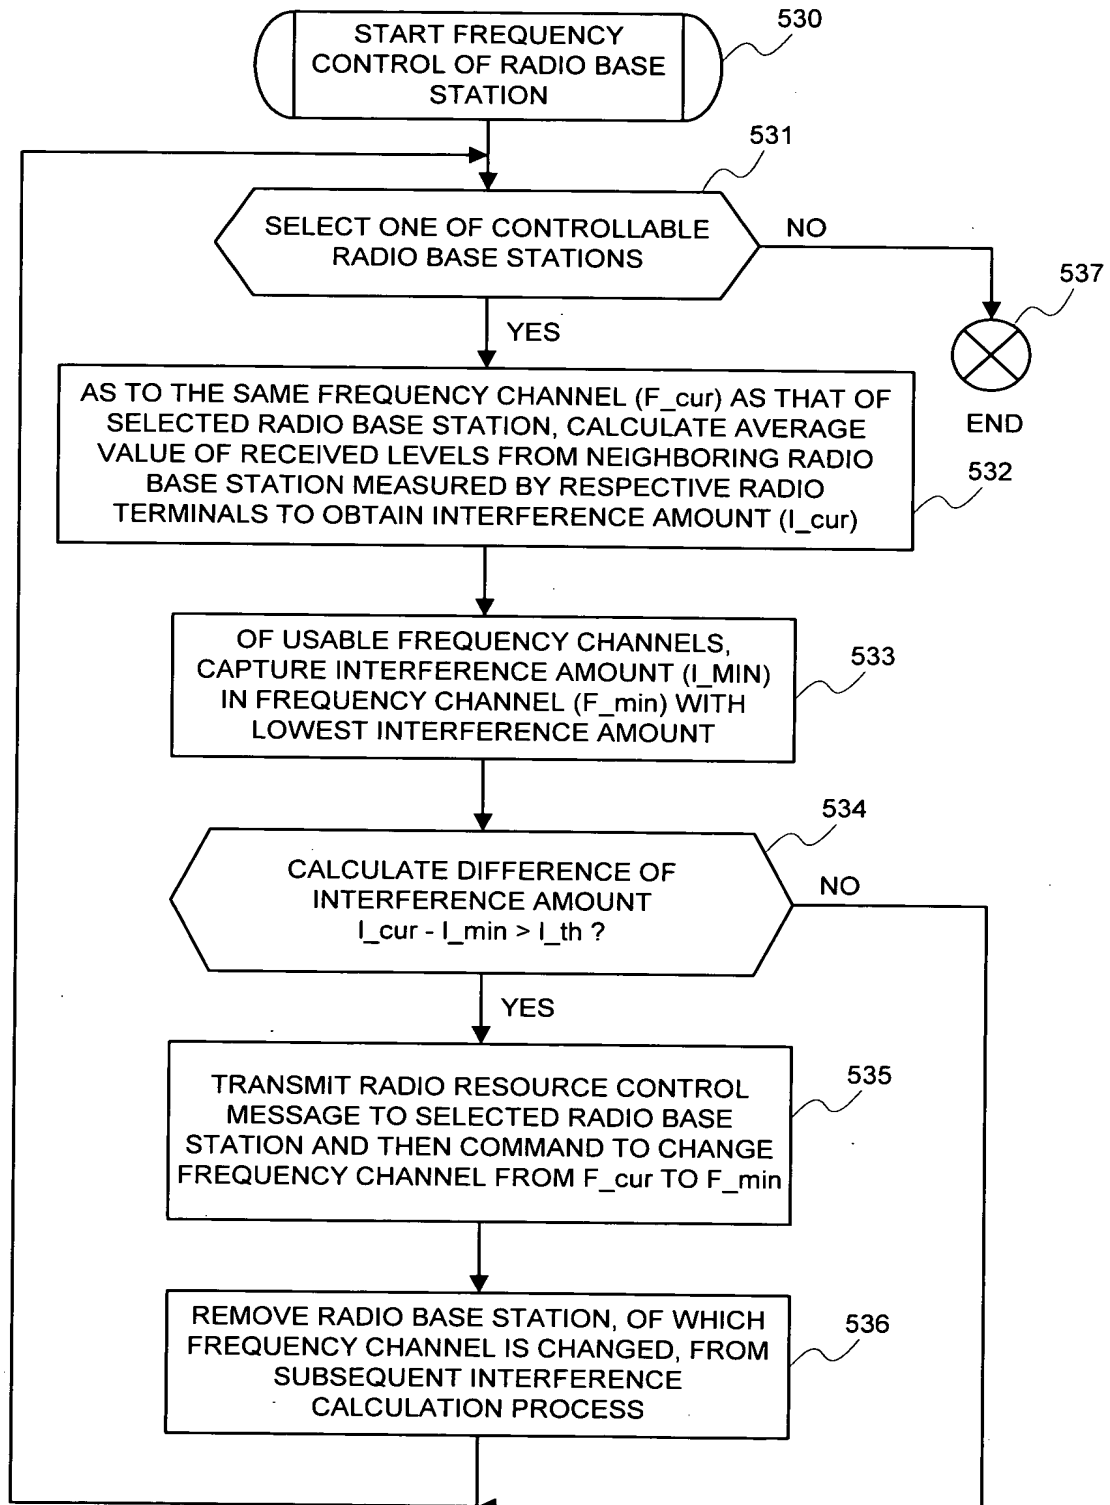 START FREQUENCY
CONTROL OF RADIO BASE
STATION
530
531
SELECT ONE OF CONTROLLABLE
RADIO BASE STATIONS
NO
537
YES
END
AS TO THE SAME FREQUENCY CHANNEL (F_cur) AS THAT OF
SELECTED RADIO BASE STATION, CALCULATE AVERAGE
VALUE OF RECEIVED LEVELS FROM NEIGHBORING RADIO
BASE STATION MEASURED BY RESPECTIVE RADIO
TERMINALS TO OBTAIN INTERFERENCE AMOUNT (I_cur)
532
OF USABLE FREQUENCY CHANNELS,
CAPTURE INTERFERENCE AMOUNT (I_MIN)
IN FREQUENCY CHANNEL (F_min) WITH
LOWEST INTERFERENCE AMOUNT
533
534
CALCULATE DIFFERENCE OF
INTERFERENCE AMOUNT
I_cur - I_min > I_th ?
NO
YES
TRANSMIT RADIO RESOURCE CONTROL
MESSAGE TO SELECTED RADIO BASE
STATION AND THEN COMMAND TO CHANGE
FREQUENCY CHANNEL FROM F_cur TO F_min
535
REMOVE RADIO BASE STATION, OF WHICH
FREQUENCY CHANNEL IS CHANGED, FROM
SUBSEQUENT INTERFERENCE
CALCULATION PROCESS
536